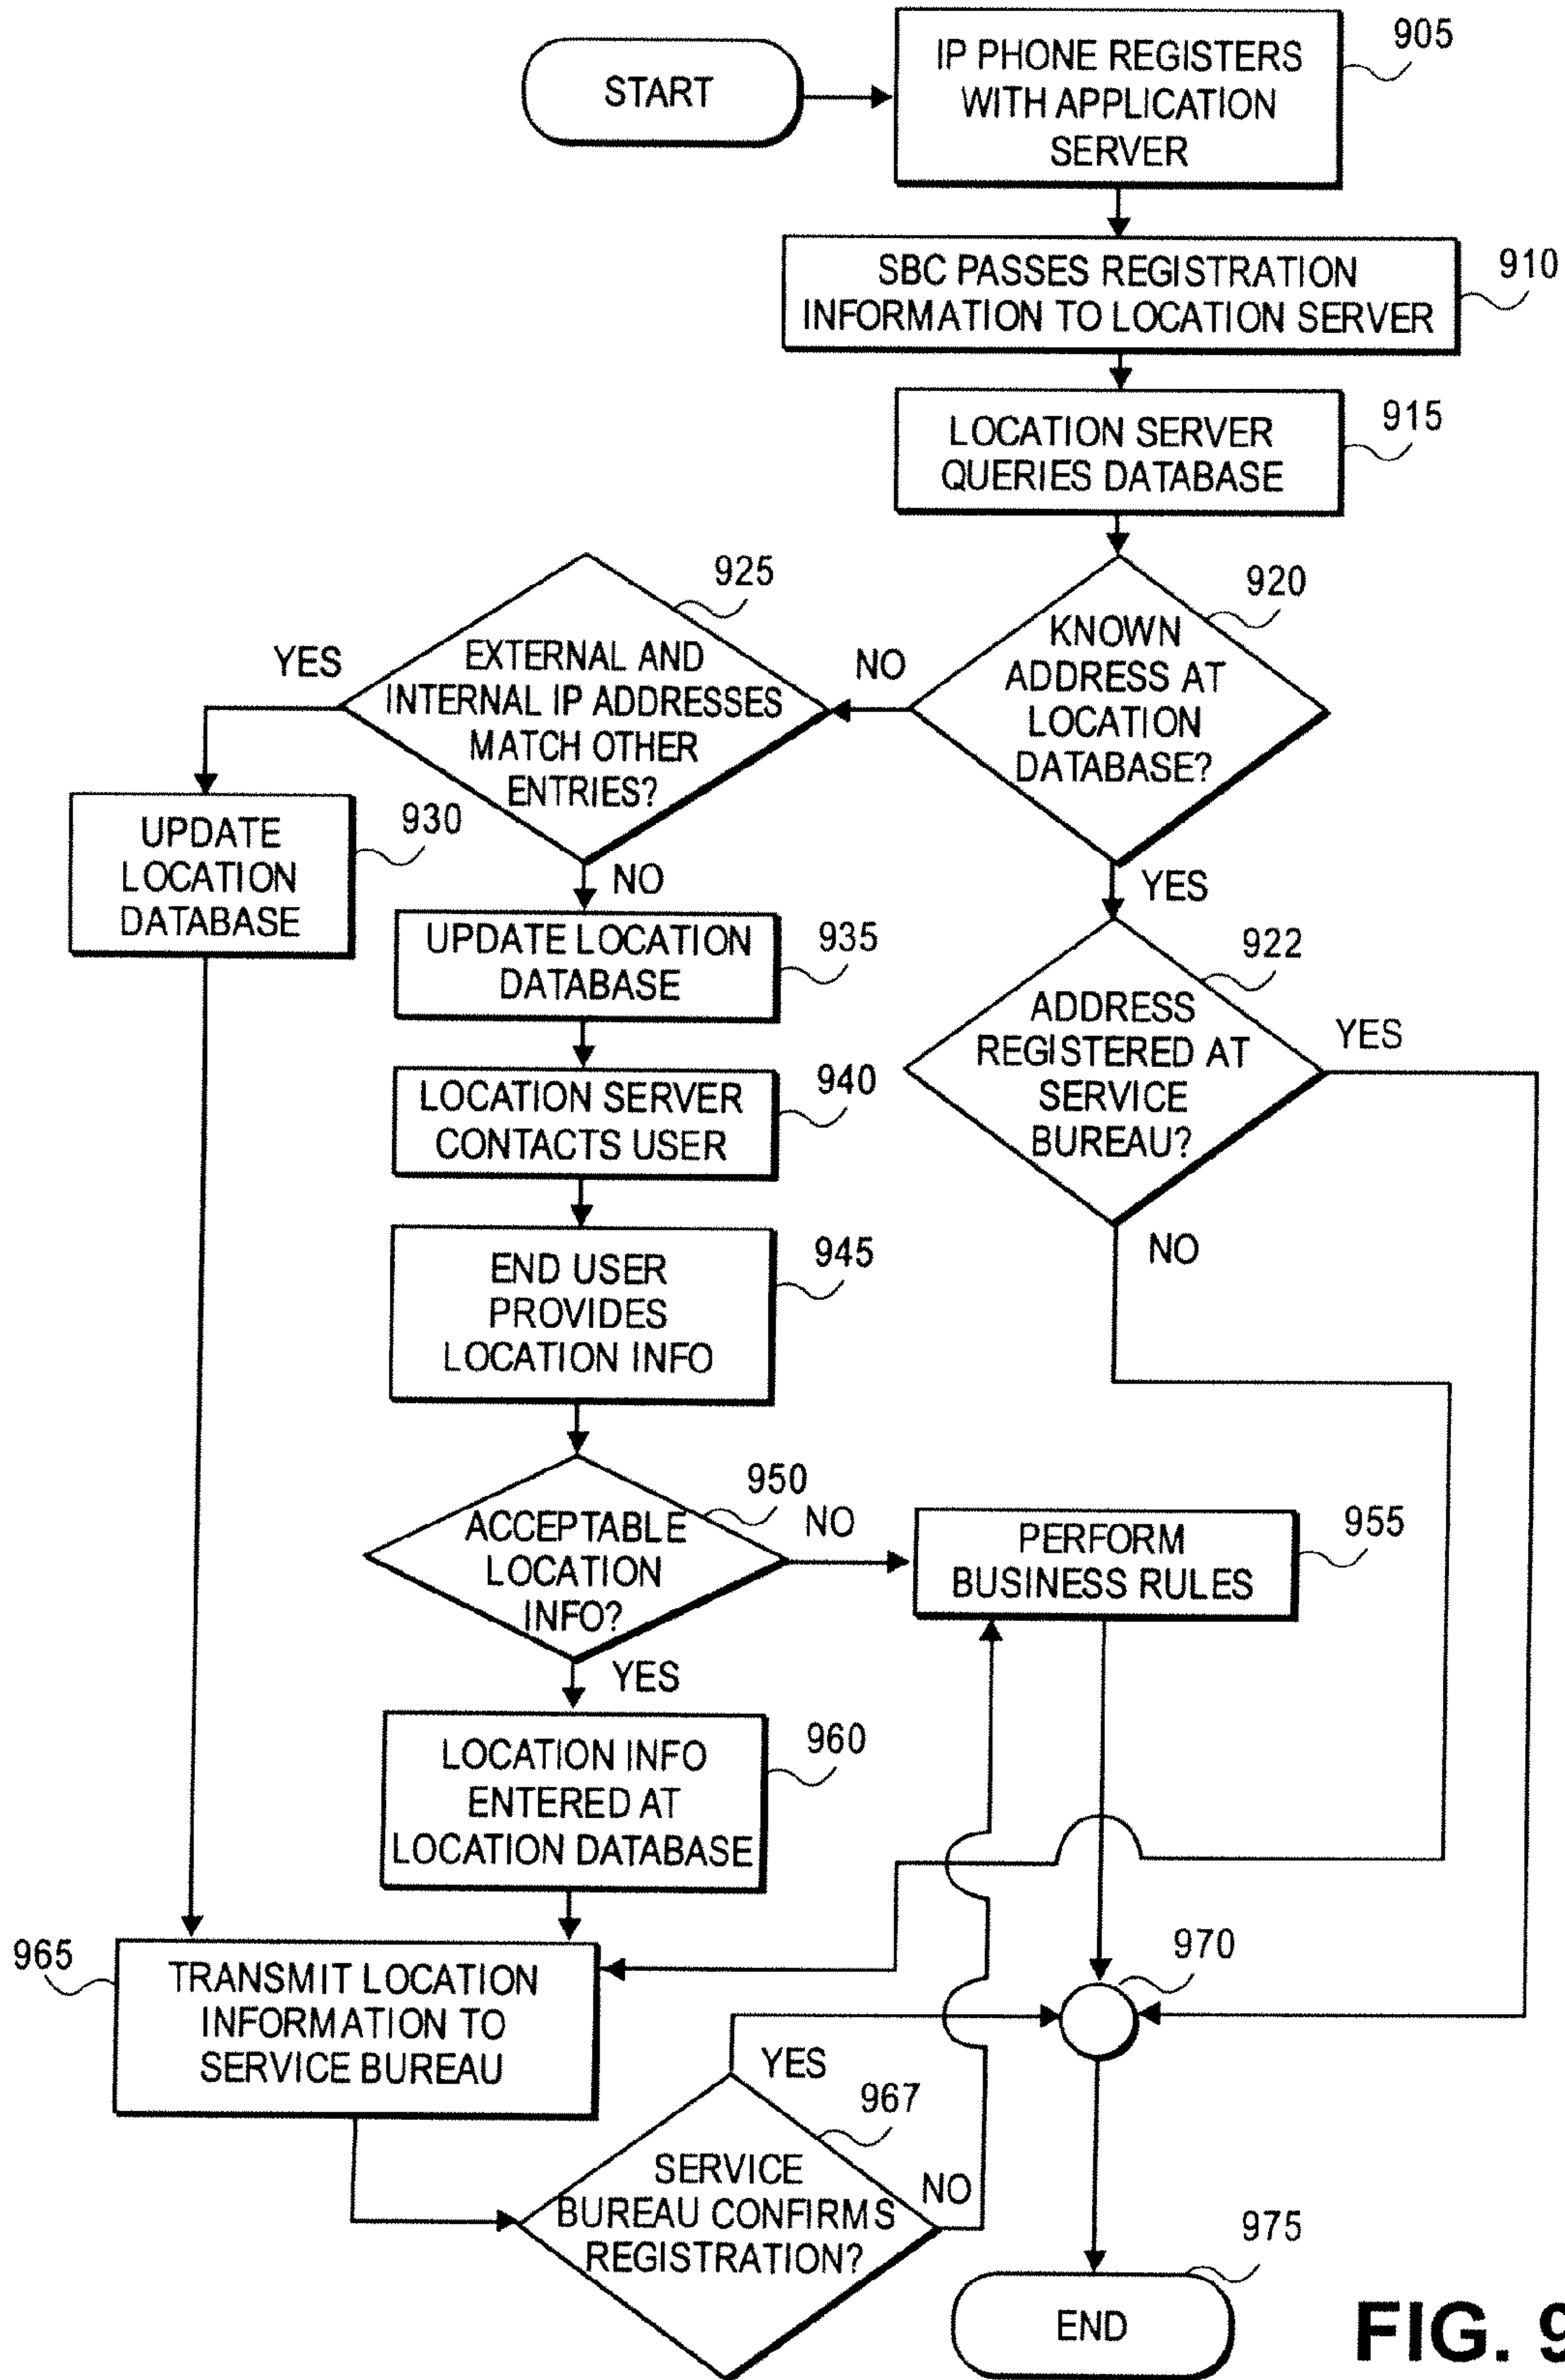 START
IP PHONE REGISTERS
WITH APPLICATION
SERVER
905
SBC PASSES REGISTRATION
INFORMATION TO LOCATION SERVER
910
LOCATION SERVER
QUERIES DATABASE
915
KNOWN
ADDRESS AT
LOCATION
DATABASE?
920
NO
YES
EXTERNAL AND
INTERNAL IP ADDRESSES
MATCH OTHER
ENTRIES?
925
YES
NO
UPDATE
LOCATION
DATABASE
930
ADDRESS
REGISTERED AT
SERVICE
BUREAU?
922
YES
NO
UPDATE LOCATION
DATABASE
935
LOCATION SERVER
CONTACTS USER
940
END USER
PROVIDES
LOCATION INFO
945
ACCEPTABLE
LOCATION
INFO?
950
NO
YES
PERFORM
BUSINESS RULES
955
LOCATION INFO
ENTERED AT
LOCATION DATABASE
960
965
TRANSMIT LOCATION
INFORMATION TO
SERVICE BUREAU
970
SERVICE
BUREAU CONFIRMS
REGISTRATION?
967
YES
NO
END
975
FIG. 9